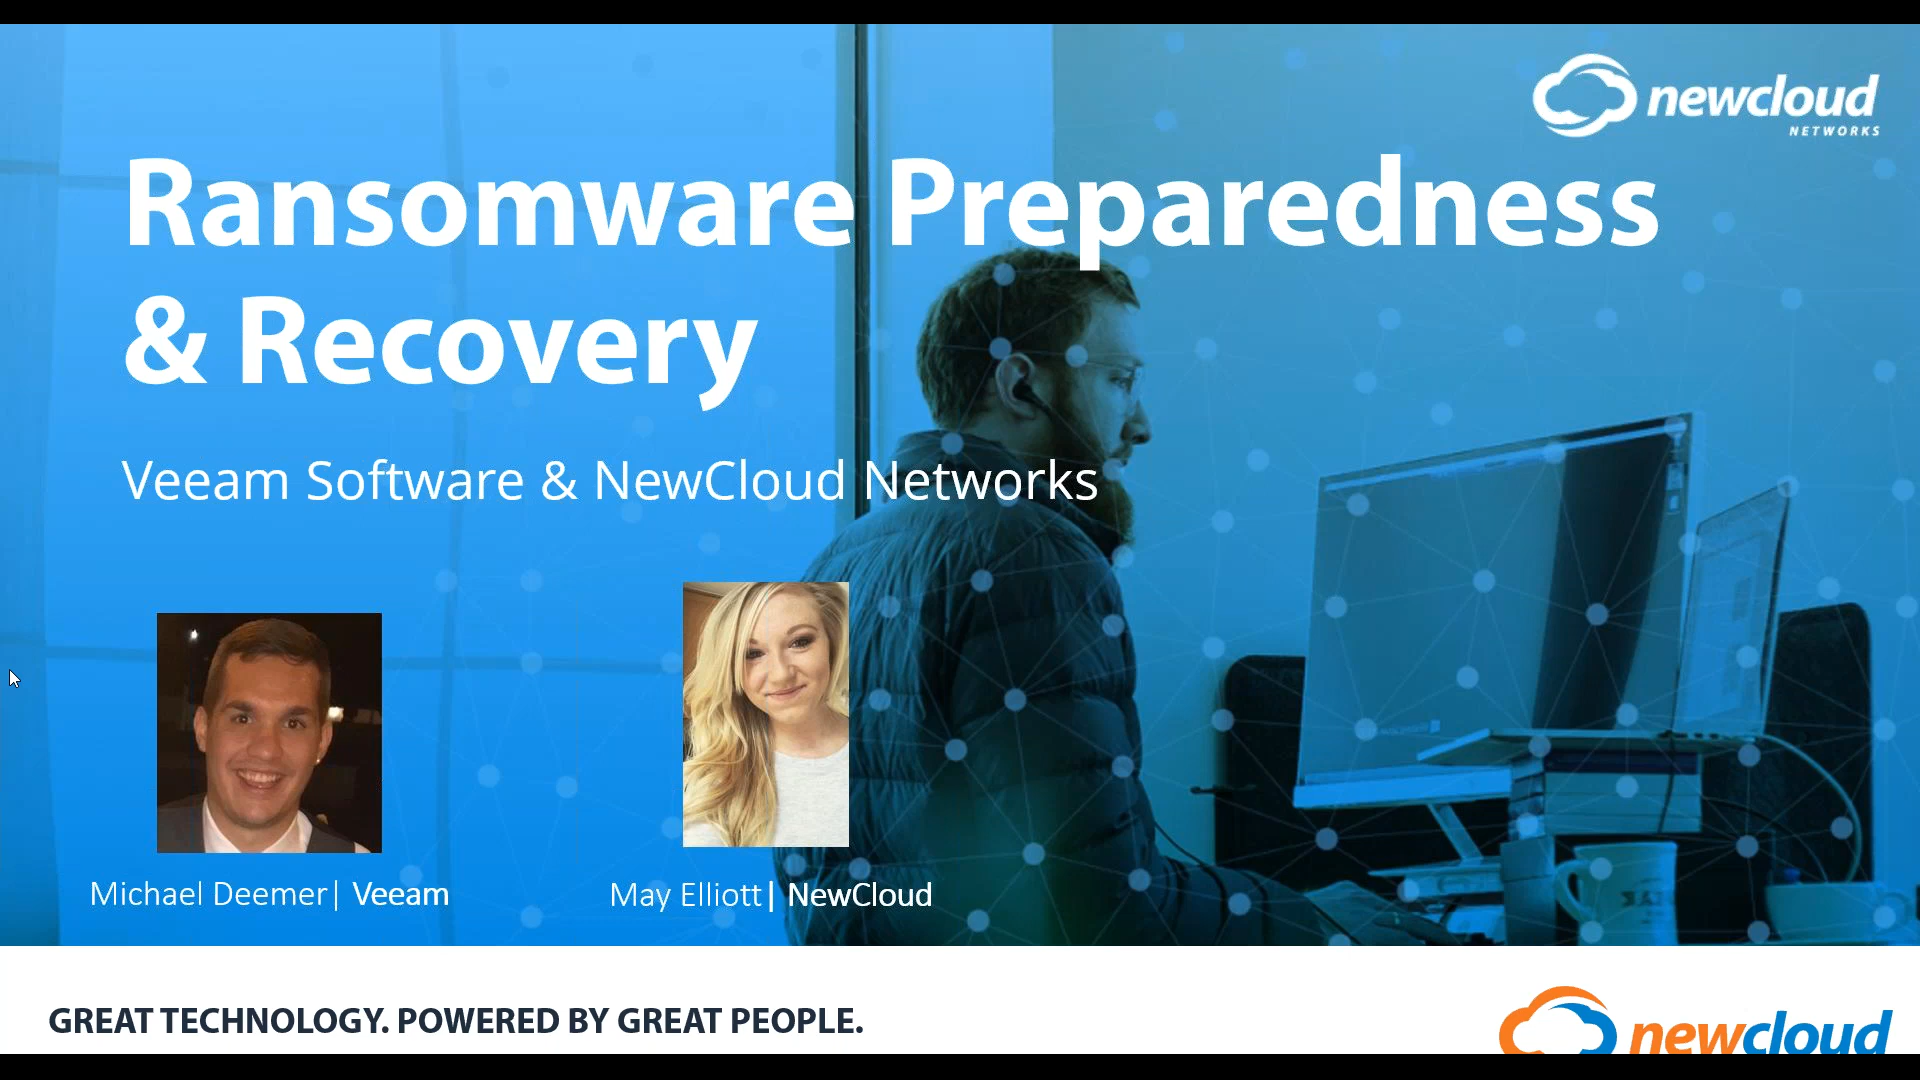 newcloud
NETWORKS
Ransomware Preparedness
& Recovery
Veeam Software & NewCloud Networks
Michael Deemer| Veeam
May Elliott| NewCloud
GREAT TECHNOLOGY. POWERED BY GREAT PEOPLE.
newcloud